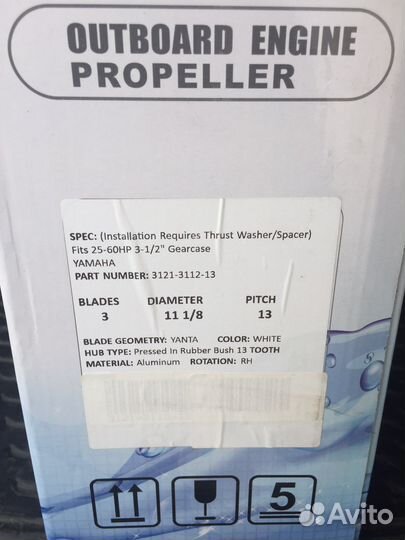 OUTBOARD ENGINE
PROPELLER
SPEC: (Installation Requires Thrust Washer/Spacer)
Fits 25-60HP 3-1/2" Gearcase
YAMAHA
PART NUMBER: 3121-3112-13
BLADES DIAMETER PITCH
3 11 1/8 13
BLADE GEOMETRY: YANTA COLOR: WHITE
HUB TYPE: Pressed In Rubber Bush 13 TOOTH
MATERIAL: Aluminum ROTATION: RH
5
Avito